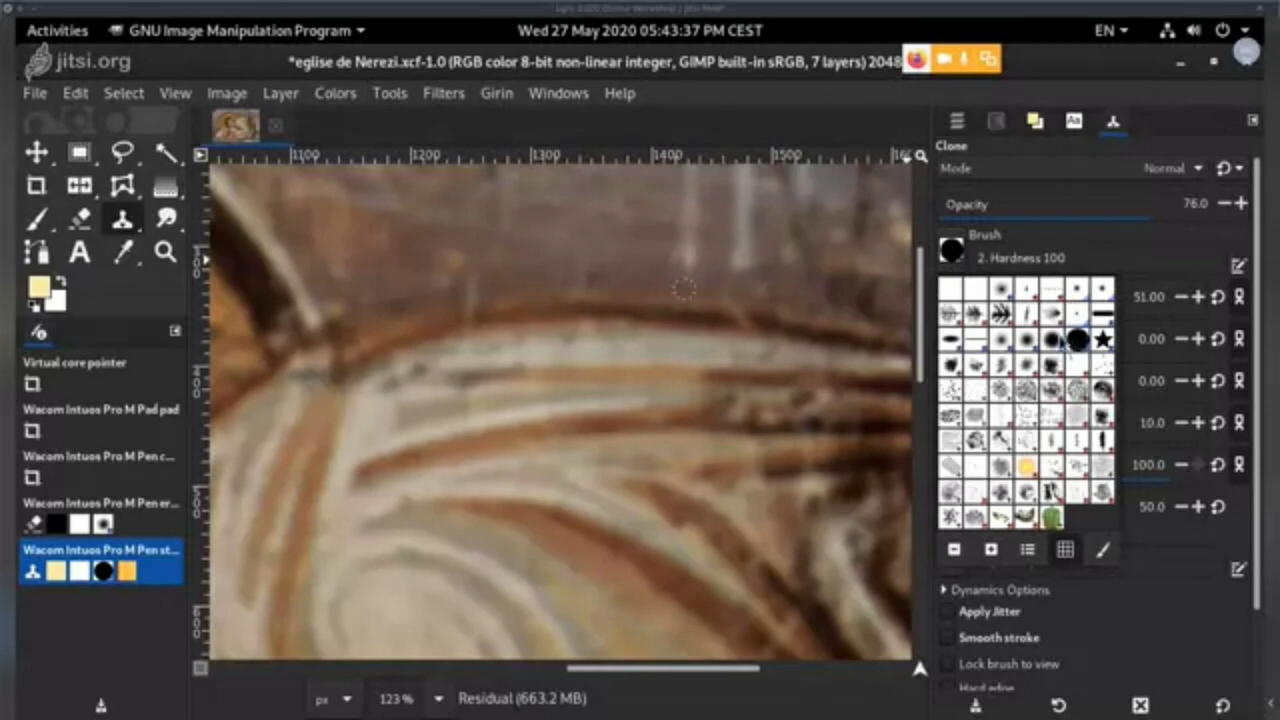 Activities GNU Image Manipulation Program Wed 27 May 2020 05:43:37 PM CEST EN
jitsi.org *eglise de Nerezi.xcf-1.0 (RGB color 8-bit non-linear integer, GIMP built-in sRGB, 7 layers) 2048
File Edit Select View Image Layer Colors Tools Filters Girin Windows Help
1100 1200 1300 1400 1500
Clone
Mode Normal
Opacity 76.0
Brush
2. Hardness 100
51.00
0.00
0.00
10.0
100.0
50.0
Dynamics Options
Apply Jitter
Smooth stroke
Lock brush to view
Hard edge
Virtual core pointer
Wacom Intuos Pro M Pad pad
Wacom Intuos Pro M Pen c...
Wacom Intuos Pro M Pen er...
Wacom Intuos Pro M Pen st...
px 123 % Residual (663.2 MB)